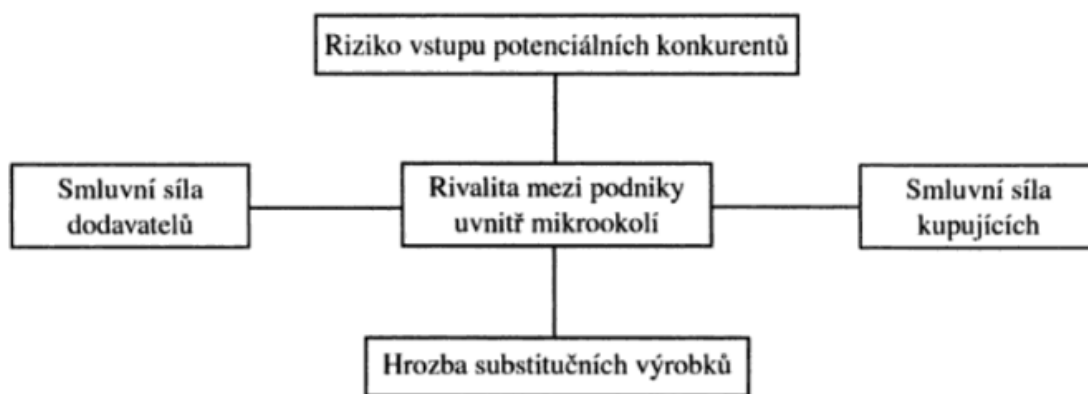 Riziko vstupu potenciálních konkurentů
Smluvní síla
dodavatelů
Rivalita mezi podniky
uvnitř mikrookolí
Smluvní síla
kupujících
Hrozba substitučních výrobků